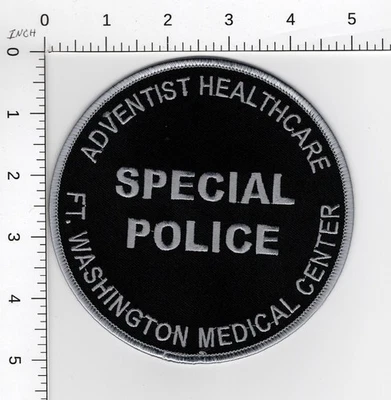 INCH
0 1 2 3 4 5
0
1
2
3
4
5
ADVENTIST HEALTHCARE
SPECIAL
POLICE
FT. WASHINGTON MEDICAL CENTER